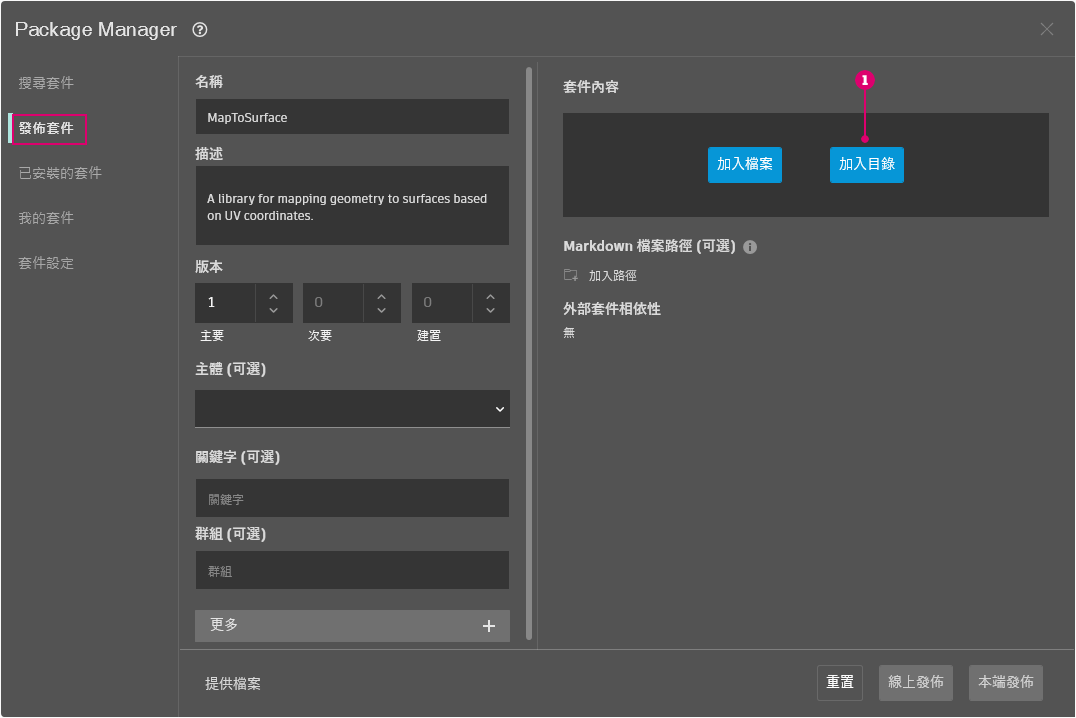 Package Manager ?
搜尋套件
發佈套件
已安裝的套件
我的套件
套件設定
名稱
MapToSurface
描述
A library for mapping geometry to surfaces based
on UV coordinates.
版本
1 0 0
主要 次要 建置
主體 (可選)
關鍵字 (可選)
關鍵字
群組 (可選)
群組
更多 +
套件內容
1
加入檔案 加入目錄
Markdown 檔案路徑 (可選) i
加入路徑
外部套件相依性
無
提供檔案
重置 線上發佈 本端發佈